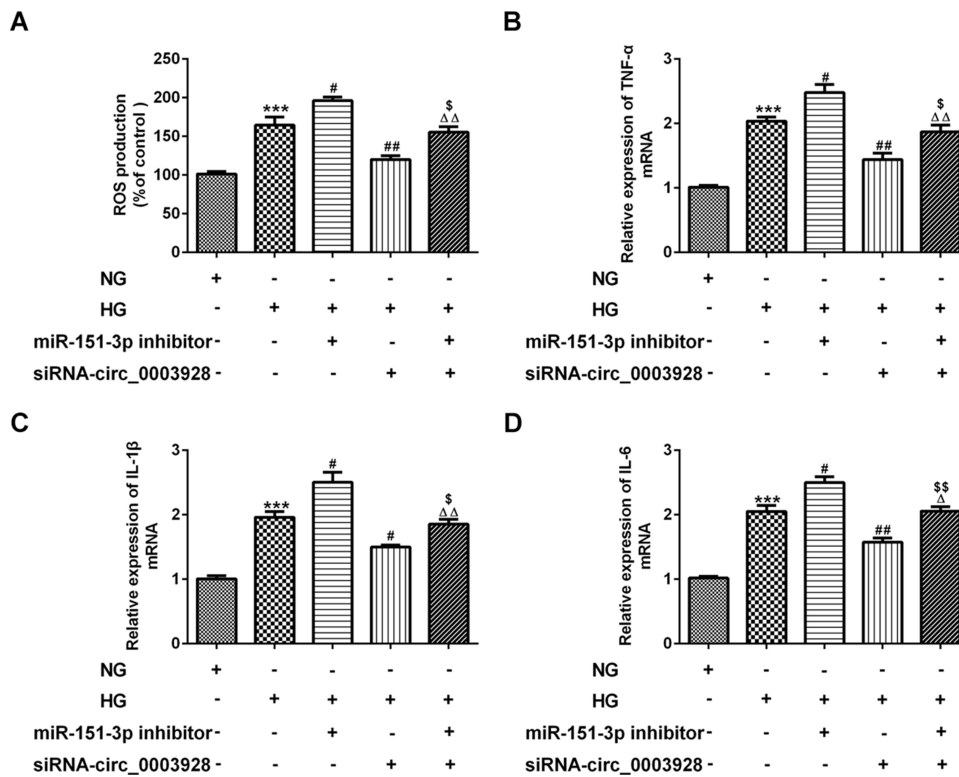 A
ROS production
(%of control )
250
200
150
100
50
0
***
#
##
$
ΔΔ
NG + - - - -
HG - + + + +
miR-151-3p inhibitor - - + - +
siRNA-circ_0003928 - - - + +
B
Relative expression of TNF-α
mRNA
3
2
1
0
***
#
##
$
ΔΔ
NG + - - - -
HG - + + + +
miR-151-3p inhibitor - - + - +
siRNA-circ_0003928 - - - + +
C
Relative expression of IL-1β
mRNA
3
2
1
0
***
#
#
$
ΔΔ
NG + - - - -
HG - + + + +
miR-151-3p inhibitor - - + - +
siRNA-circ_0003928 - - - + +
D
Relative expression of IL-6
mRNA
3
2
1
0
***
#
##
$$
Δ
NG + - - - -
HG - + + + +
miR-151-3p inhibitor - - + - +
siRNA-circ_0003928 - - - + +